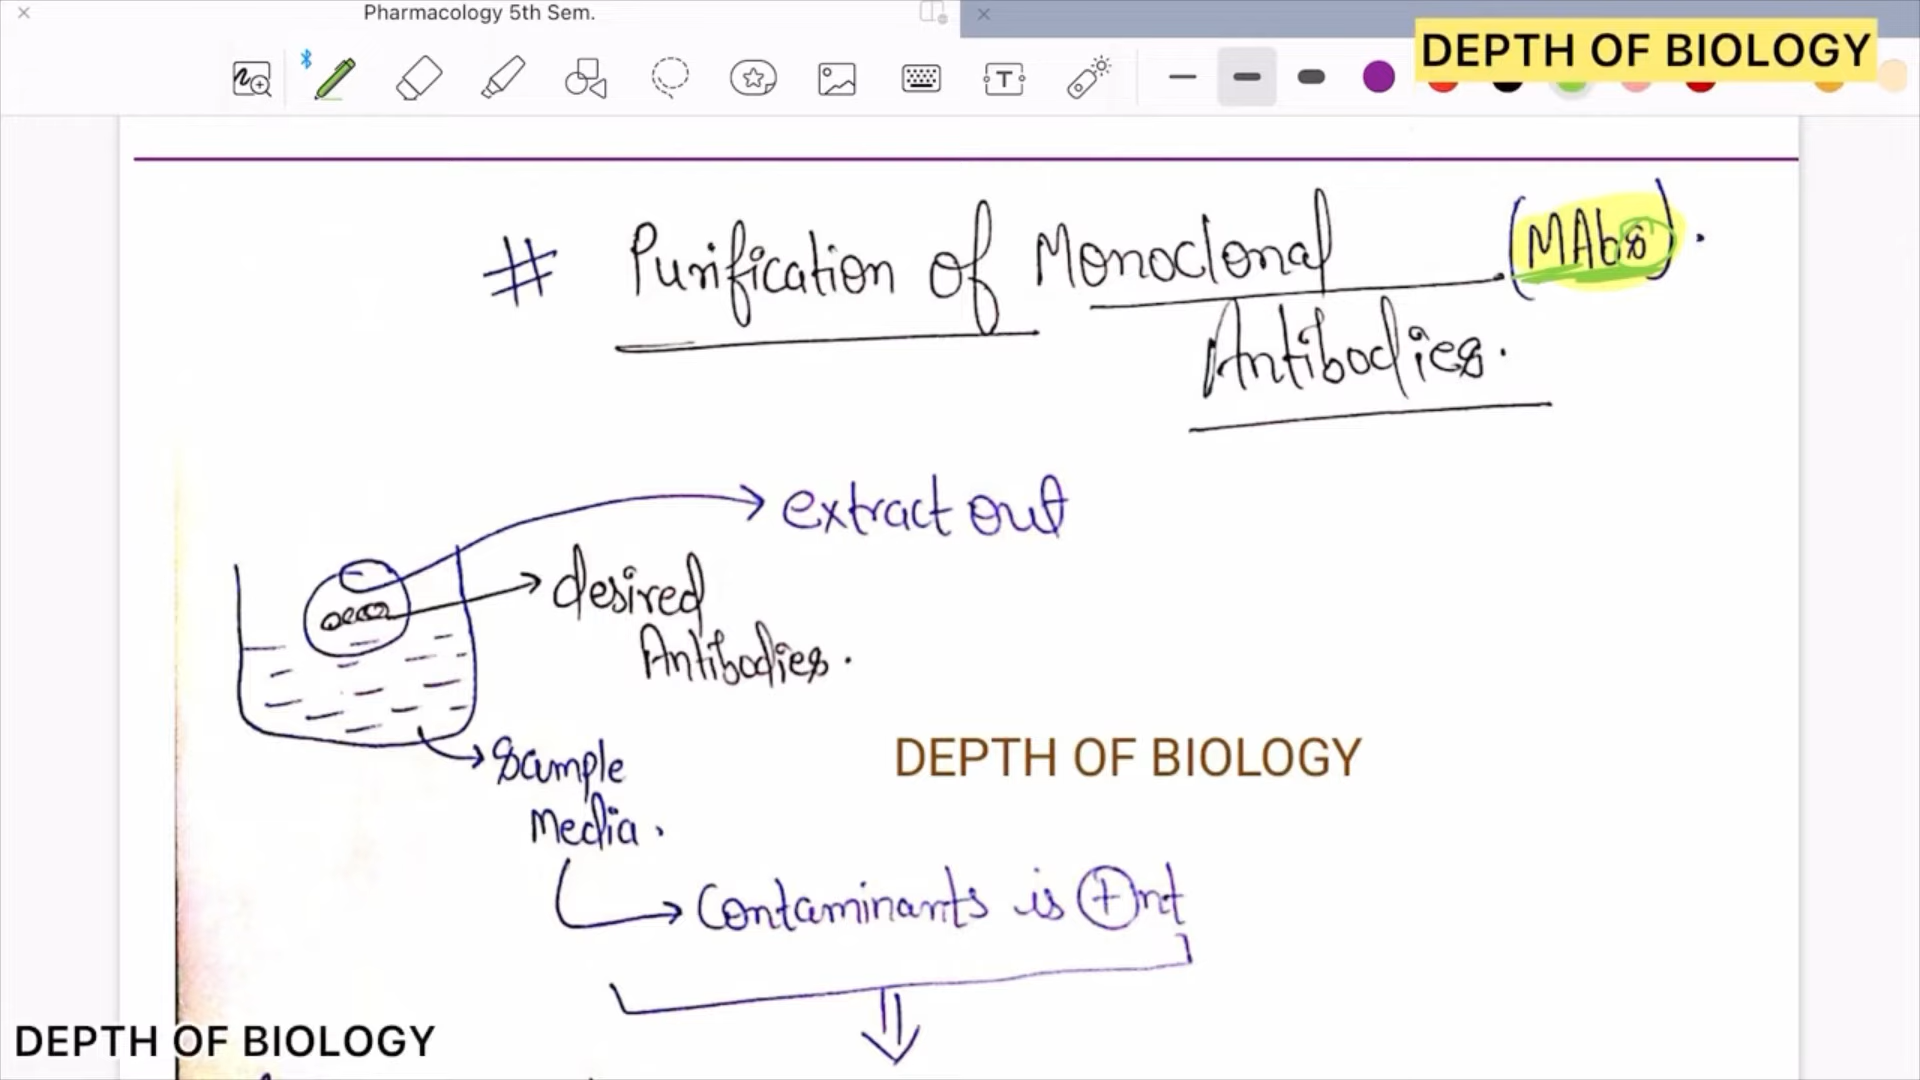 Pharmacology 5th Sem.
DEPTH OF BIOLOGY
# Purification of Monoclonal (MAbs).
Antibodies.
extract out
desired
Antibodies.
Sample
Media.
DEPTH OF BIOLOGY
Contaminants is ⊕nt
DEPTH OF BIOLOGY